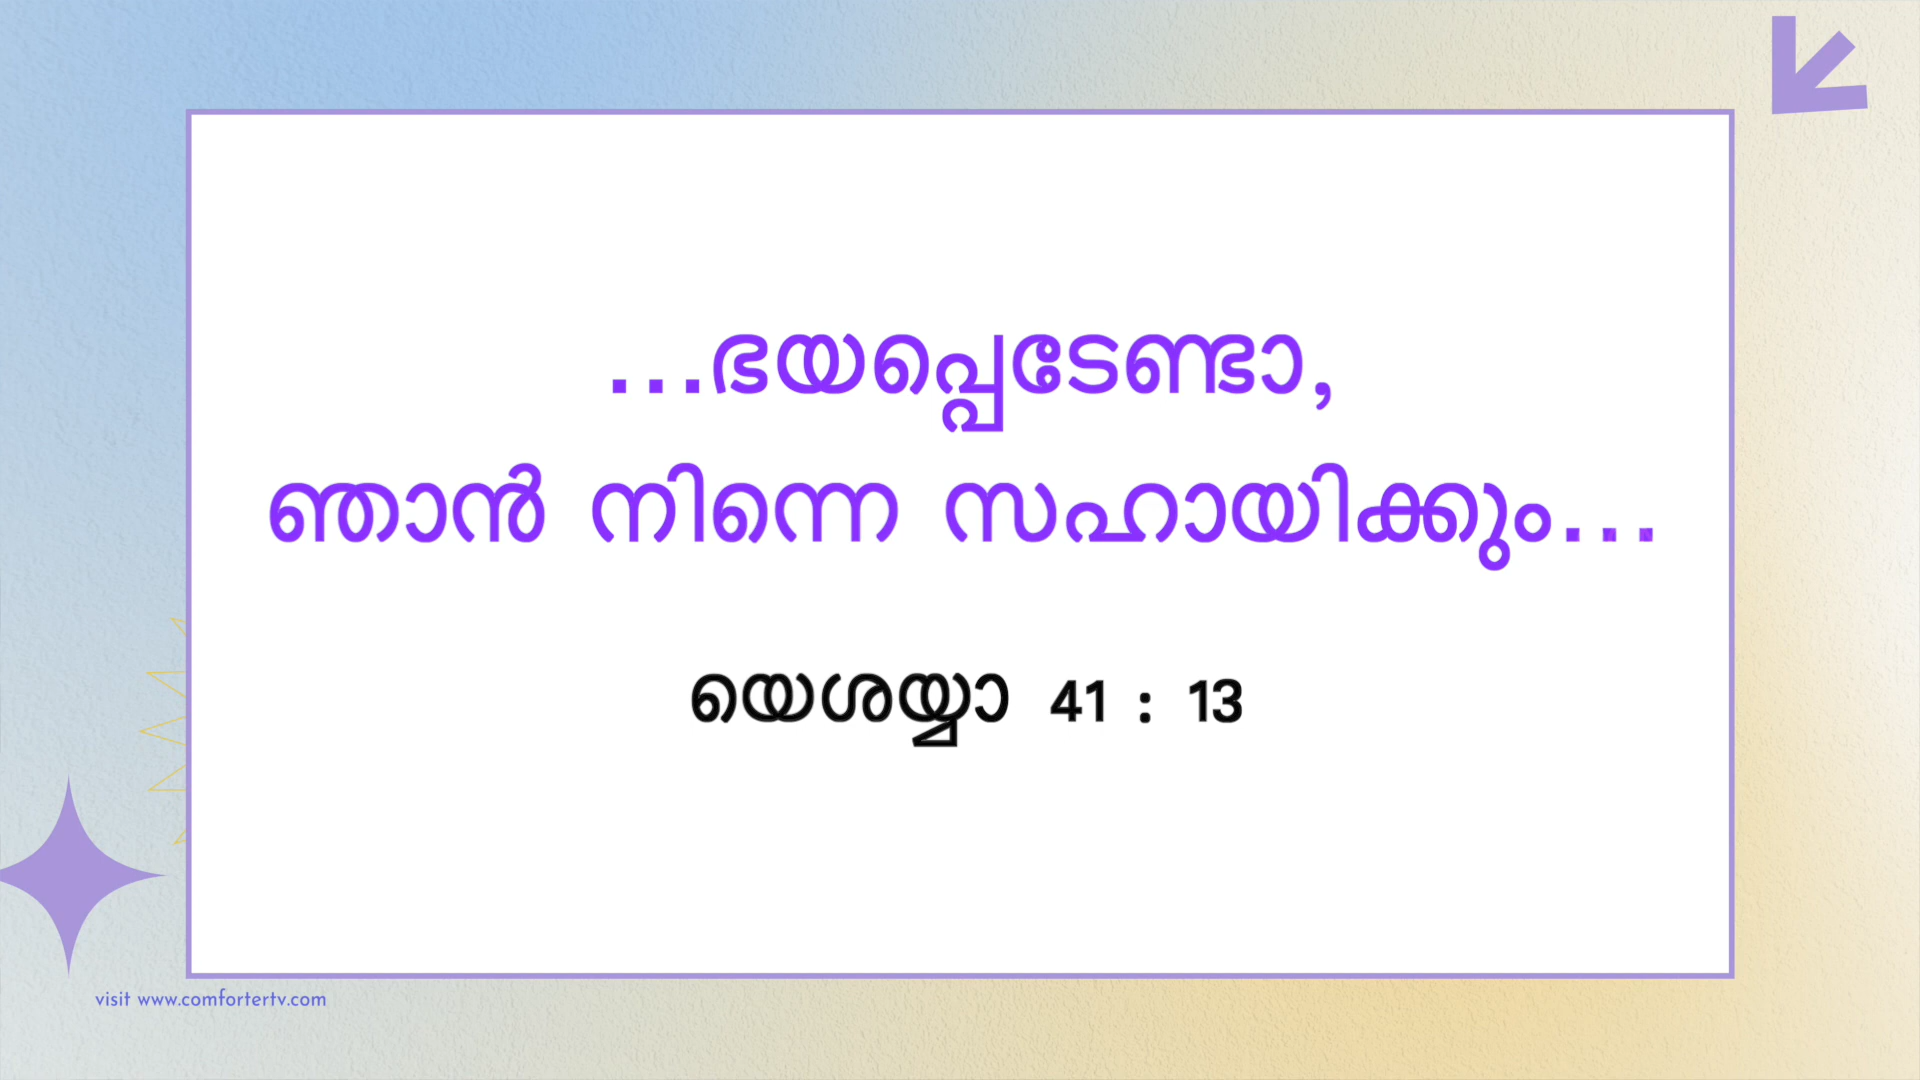 ...ഭയപ്പെടേണ്ടാ,
ഞാൻ നിന്നെ സഹായിക്കും...
യെശയ്യാ 41 : 13
visit www.comfortertv.com